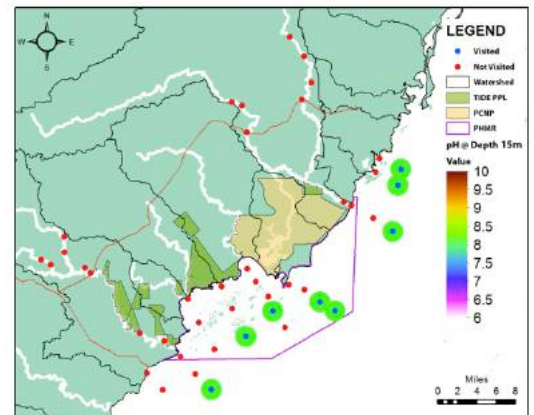 N
W E
S
LEGEND
Visited
Not Visited
Watershed
TIDE PPL
PCNP
PHMR
pH @ Depth 15m
Value
10
9.5
9
8.5
8
7.5
7
6.5
6
Miles
0 2 4 6 8